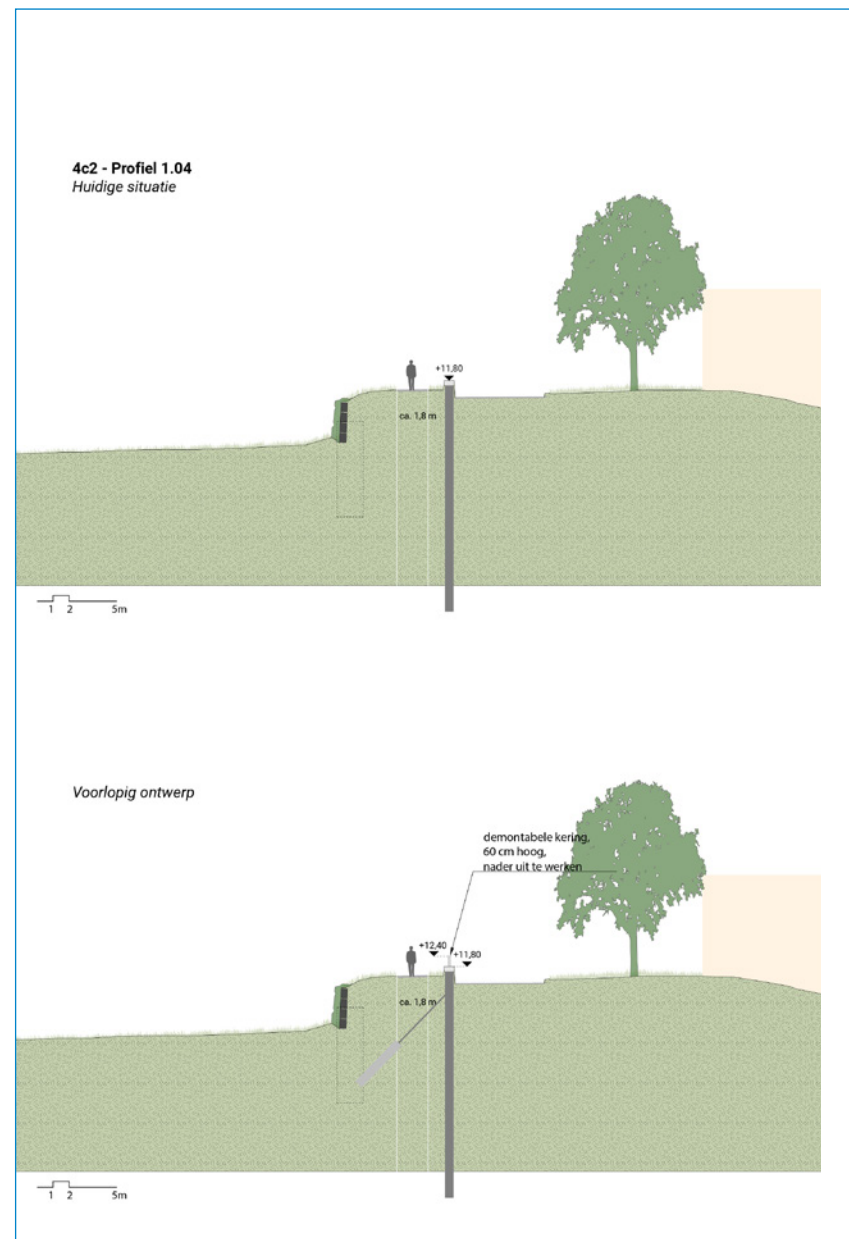 4c2 - Profiel 1.04
Huidige situatie
+11,80
ca. 1,8 m
1 2 5m
Voorlopig ontwerp
demontabele kering,
60 cm hoog,
nader uit te werken
+12,40
+11,80
ca. 1,8 m
1 2 5m